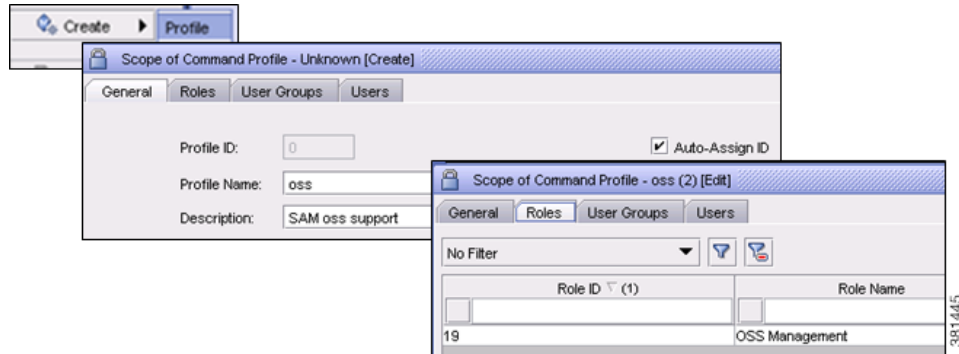 Create Profile
Scope of Command Profile - Unknown [Create]
General Roles User Groups Users
Profile ID: 0 Auto-Assign ID
Profile Name: oss
Description: SAM oss support
Scope of Command Profile - oss (2) [Edit]
General Roles User Groups Users
No Filter
Role ID (1) Role Name
19 OSS Management
381445